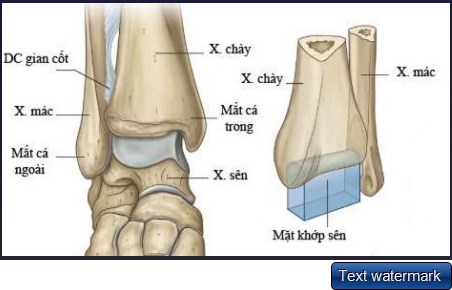 DC gian cốt
X. mác
Mắt cá
ngoài
X. chày
Mắt cá
trong
X. sên
X. chày
X. mác
Mặt khớp sên
Text watermark